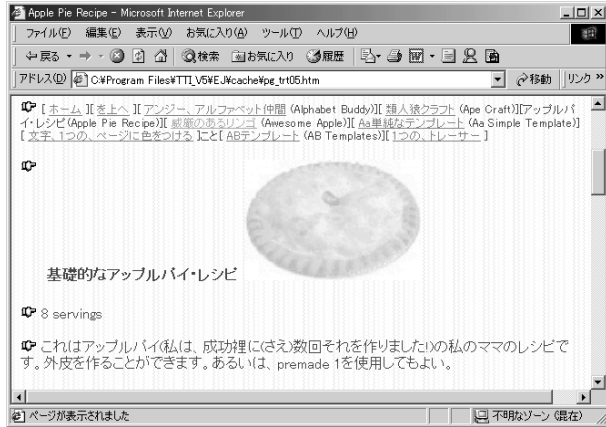 Apple Pie Recipe - Microsoft Internet Explorer
ファイル(F) 編集(E) 表示(V) お気に入り(A) ツール(T) ヘルプ(H)
戻る 検索 お気に入り 履歴
アドレス(D) C:¥Program Files¥TTI_V5¥EJ¥cache¥pg_trt05.htm 移動 リンク »
[ ホーム ][ を上へ ][ アンジー、アルファベット仲間 (Alphabet Buddy)][ 類人猿クラフト (Ape Craft)][アップルパ
イ・レシピ(Apple Pie Recipe)][ 威厳のあるリンゴ (Awesome Apple)][ Aa単純なテンプレート (Aa Simple Template)]
[ 文字、1つの、ページに色をつける ]こと[ ABテンプレート (AB Templates)][ 1つの、トレーサー ]
基礎的なアップルパイ・レシピ
8 servings
これはアップルパイ(私は、成功裡に(さえ)数回それを作りました!)の私のママのレシピで
す。外皮を作ることができます。あるいは、premade 1を使用してもよい。
ページが表示されました 不明なゾーン (混在)